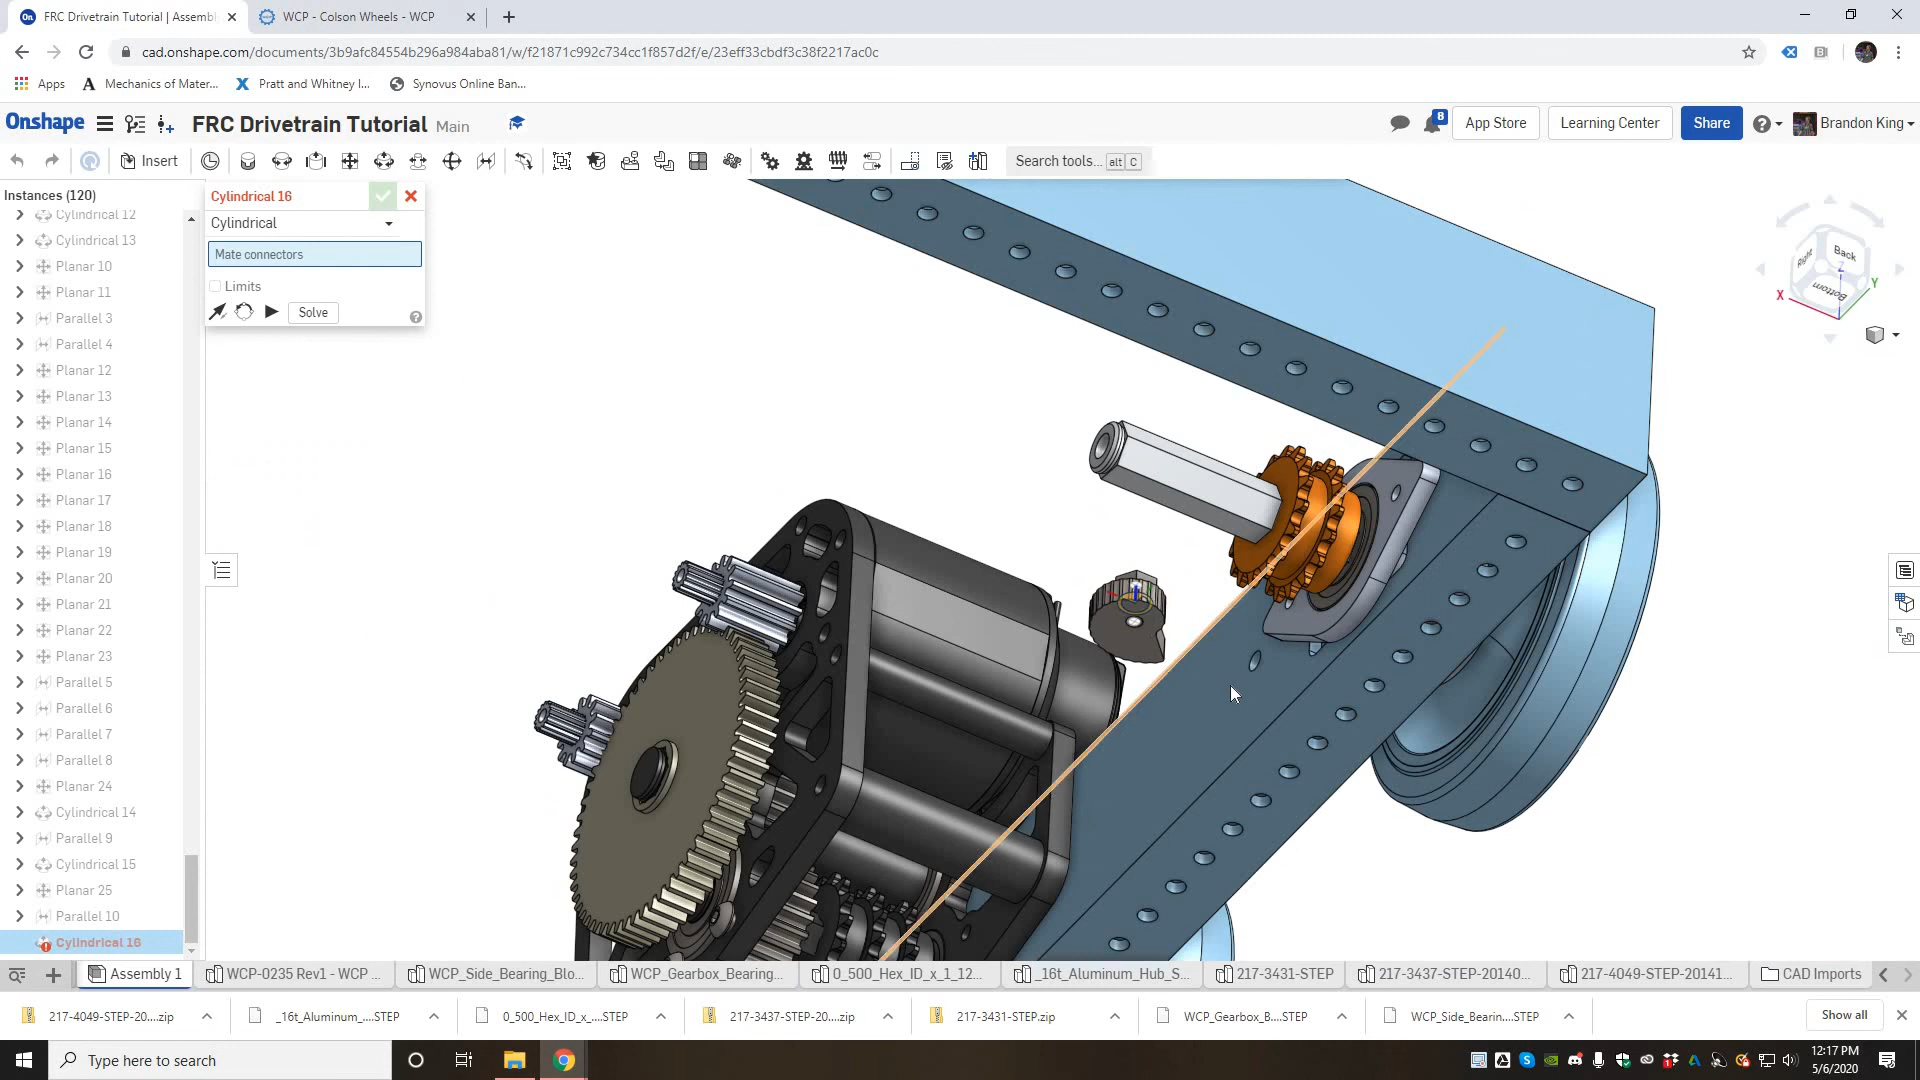 FRC Drivetrain Tutorial | Assembl
WCP - Colson Wheels - WCP
cad.onshape.com/documents/3b9afc84554b296a984aba81/w/f21871c992c734cc1f857d2f/e/23eff33cbdf3c38f2217ac0c
Apps
Mechanics of Mater...
Pratt and Whitney I...
Synovus Online Ban...
Onshape
FRC Drivetrain Tutorial Main
8
App Store
Learning Center
Share
Brandon King
Insert
Search tools... alt C
Instances (120)
Cylindrical 12
Cylindrical 13
Planar 10
Planar 11
Parallel 3
Parallel 4
Planar 12
Planar 13
Planar 14
Planar 15
Planar 16
Planar 17
Planar 18
Planar 19
Planar 20
Planar 21
Planar 22
Planar 23
Parallel 5
Parallel 6
Parallel 7
Parallel 8
Planar 24
Cylindrical 14
Parallel 9
Cylindrical 15
Planar 25
Parallel 10
Cylindrical 16
Cylindrical 16
Cylindrical
Mate connectors
Limits
Solve
Right
Back
Bottom
X
Y
Z
Assembly 1
WCP-0235 Rev1 - WCP ...
WCP_Side_Bearing_Blo...
WCP_Gearbox_Bearing...
0_500_Hex_ID_x_1_12...
_16t_Aluminum_Hub_S...
217-3431-STEP
217-3437-STEP-20140...
217-4049-STEP-20141...
CAD Imports
217-4049-STEP-20....zip
_16t_Aluminum_....STEP
0_500_Hex_ID_x_....STEP
217-3437-STEP-20....zip
217-3431-STEP.zip
WCP_Gearbox_B....STEP
WCP_Side_Bearin....STEP
Show all
Type here to search
12:17 PM
5/6/2020